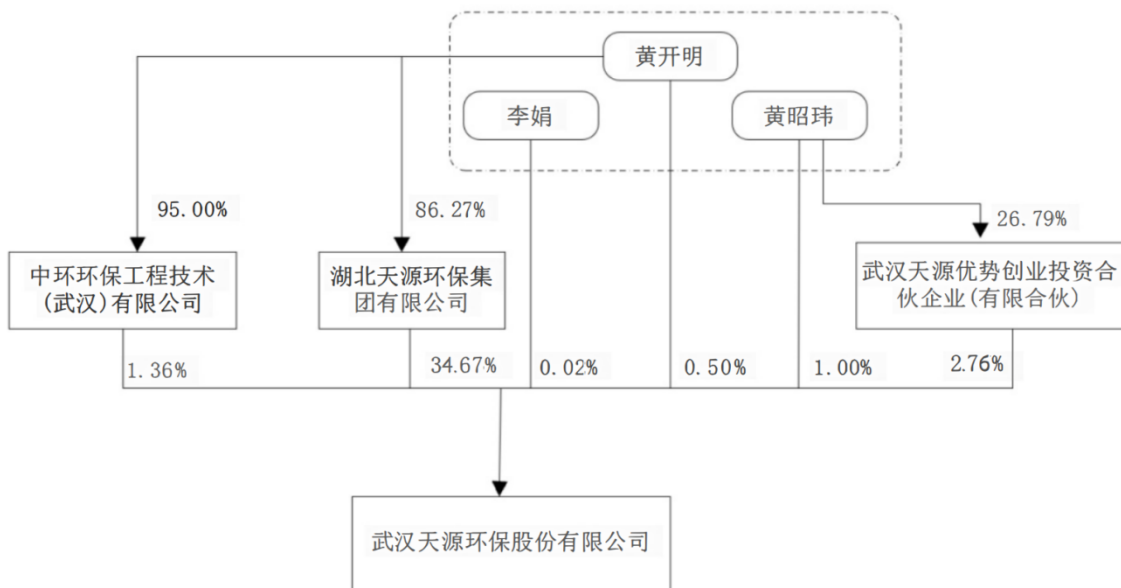 黄开明
李娟
黄昭玮
95.00%
86.27%
26.79%
中环环保工程技术
(武汉)有限公司
湖北天源环保集
团有限公司
武汉天源优势创业投资合
伙企业(有限合伙)
1.36%
34.67%
0.02%
0.50%
1.00%
2.76%
武汉天源环保股份有限公司